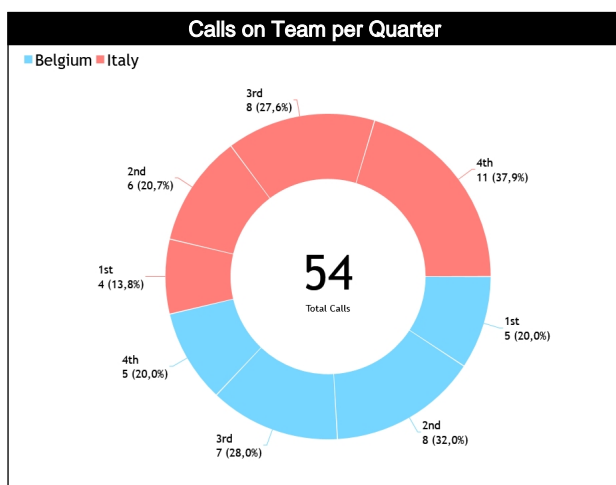 Calls on Team per Quarter
Belgium Italy
3rd
8 (27,6%)
4th
11 (37,9%)
2nd
6 (20,7%)
1st
4 (13,8%)
54
Total Calls
1st
5 (20,0%)
4th
5 (20,0%)
2nd
8 (32,0%)
3rd
7 (28,0%)